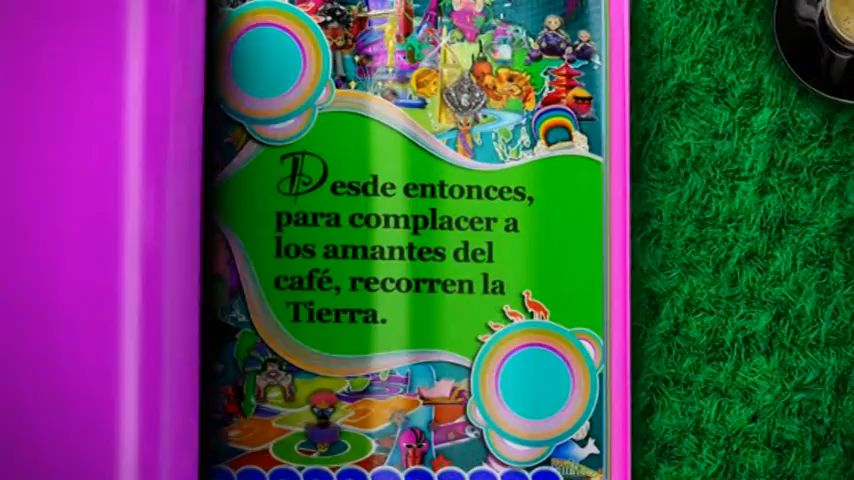 Desde entonces,
para complacer a
los amantes del
café, recorren la
Tierra.